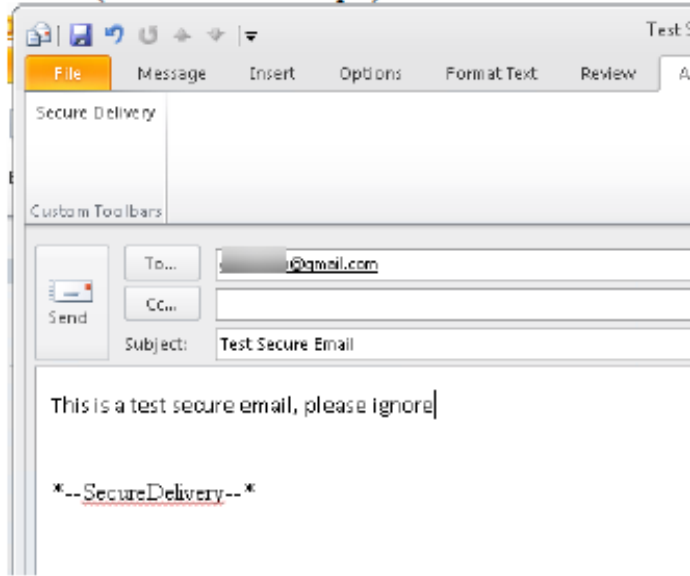 Test S
File Message Insert Options Format Text Review A
Secure Delivery
Custom Toolbars
To... @gmail.com
Send
Cc...
Subject: Test Secure Email
This is a test secure email, please ignore
*--SecureDelivery--*